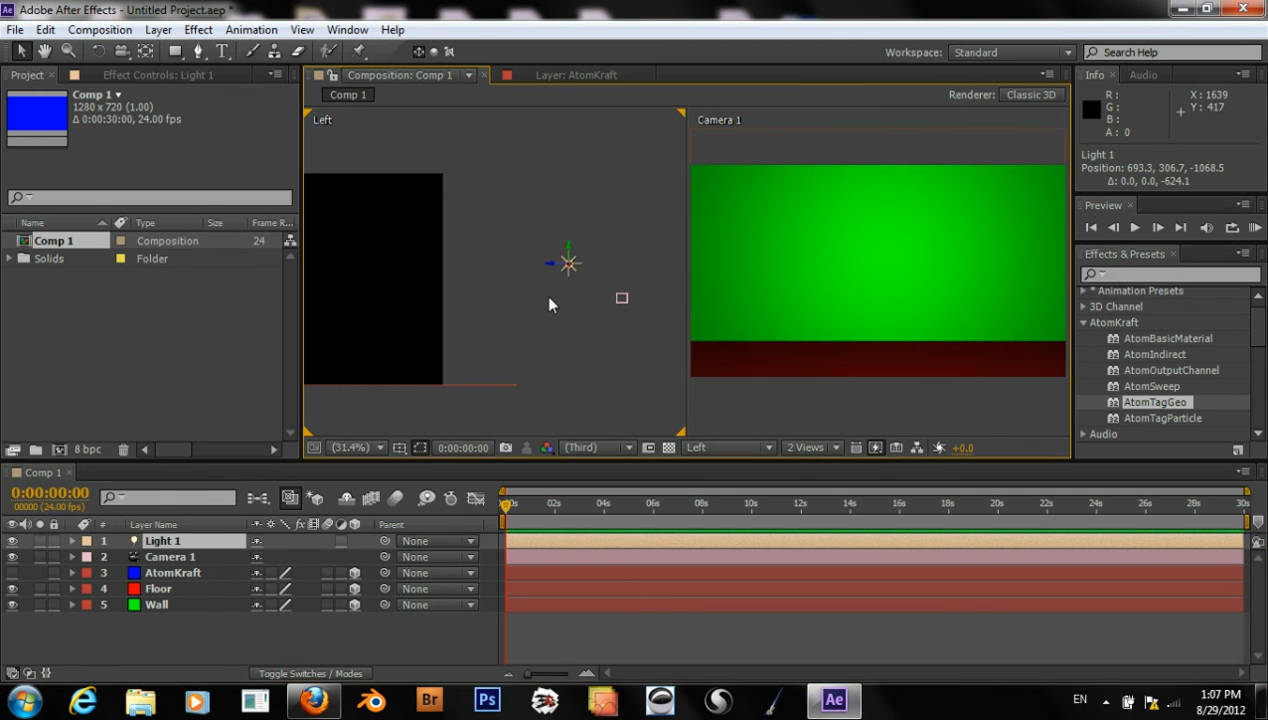 Adobe After Effects - Untitled Project.aep *
File Edit Composition Layer Effect Animation View Window Help
Workspace: Standard Search Help
Project Effect Controls: Light 1 Composition: Comp 1 Layer: AtomKraft Info Audio
Comp 1 1280 x 720 (1.00) Δ 0:00:30:00, 24.00 fps
Comp 1 Renderer: Classic 3D
R : G : B : A : 0 X : 1639 Y : 417
Left Camera 1
Light 1
Position: 693.3, 306.7, -1068.5
Δ: 0.0, 0.0, -624.1
Preview
Name Type Size Frame R...
Comp 1 Composition 24
Solids Folder
Effects & Presets
* Animation Presets
3D Channel
AtomKraft
AtomBasicMaterial
AtomIndirect
AtomOutputChannel
AtomSweep
AtomTagGeo
AtomTagParticle
Audio
8 bpc (31.4%) 0:00:00:00 (Third) Left 2 Views +0.0
Comp 1
0:00:00:00
00000 (24.00 fps)
:00s 02s 04s 06s 08s 10s 12s 14s 16s 18s 20s 22s 24s 26s 28s 30s
# Layer Name Parent
1 Light 1 None
2 Camera 1 None
3 AtomKraft None
4 Floor None
5 Wall None
Toggle Switches / Modes
Br Ps Ae EN 1:07 PM
8/29/2012